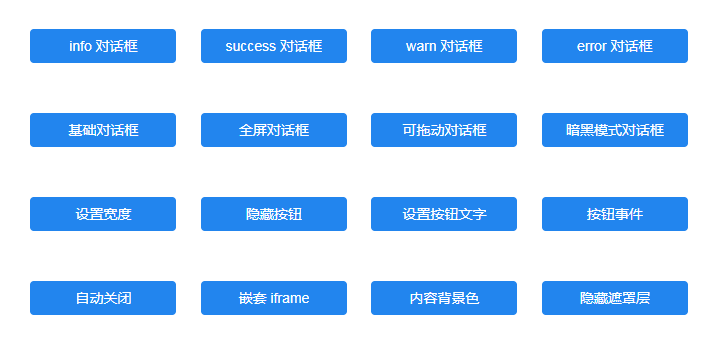 info 对话框
success 对话框
warn 对话框
error 对话框
基础对话框
全屏对话框
可拖动对话框
暗黑模式对话框
设置宽度
隐藏按钮
设置按钮文字
按钮事件
自动关闭
嵌套 iframe
内容背景色
隐藏遮罩层